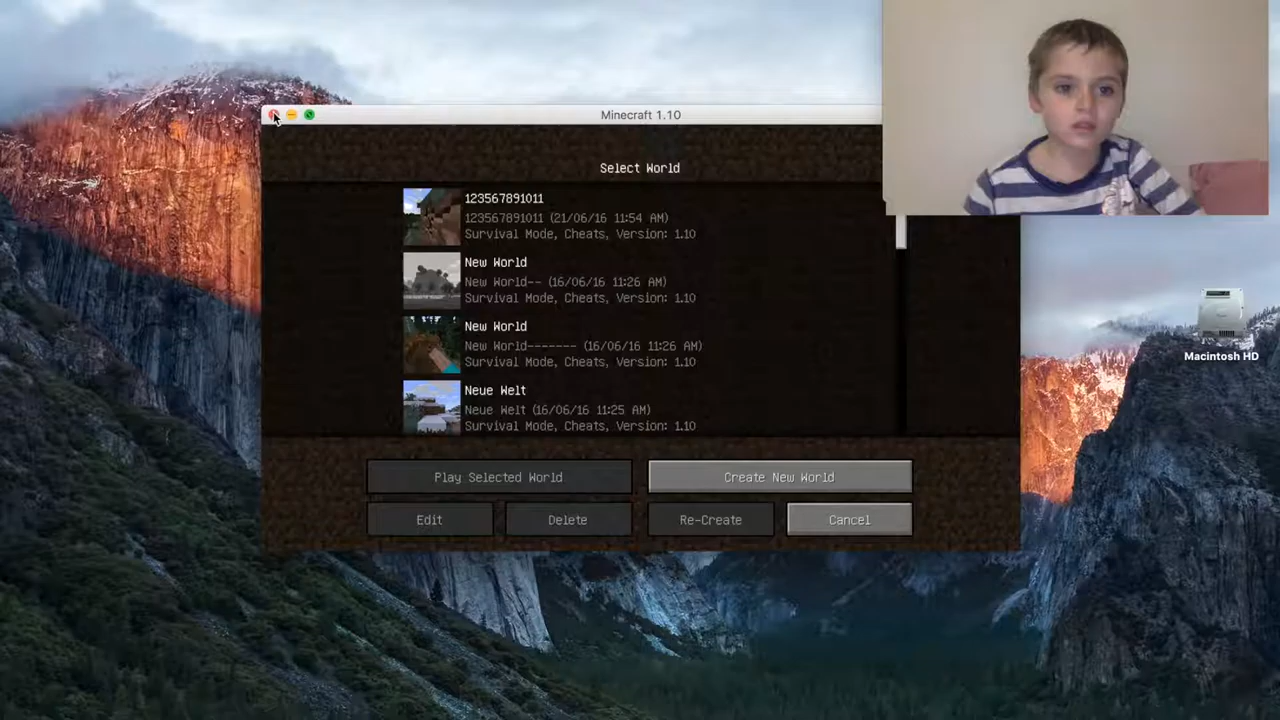 Minecraft 1.10
Select World
123567891011
123567891011 (21/06/16 11:54 AM)
Survival Mode, Cheats, Version: 1.10
New World
New World-- (16/06/16 11:26 AM)
Survival Mode, Cheats, Version: 1.10
New World
New World------- (16/06/16 11:26 AM)
Survival Mode, Cheats, Version: 1.10
Neue Welt
Neue Welt (16/06/16 11:25 AM)
Survival Mode, Cheats, Version: 1.10
Play Selected World
Create New World
Edit
Delete
Re-Create
Cancel
Macintosh HD